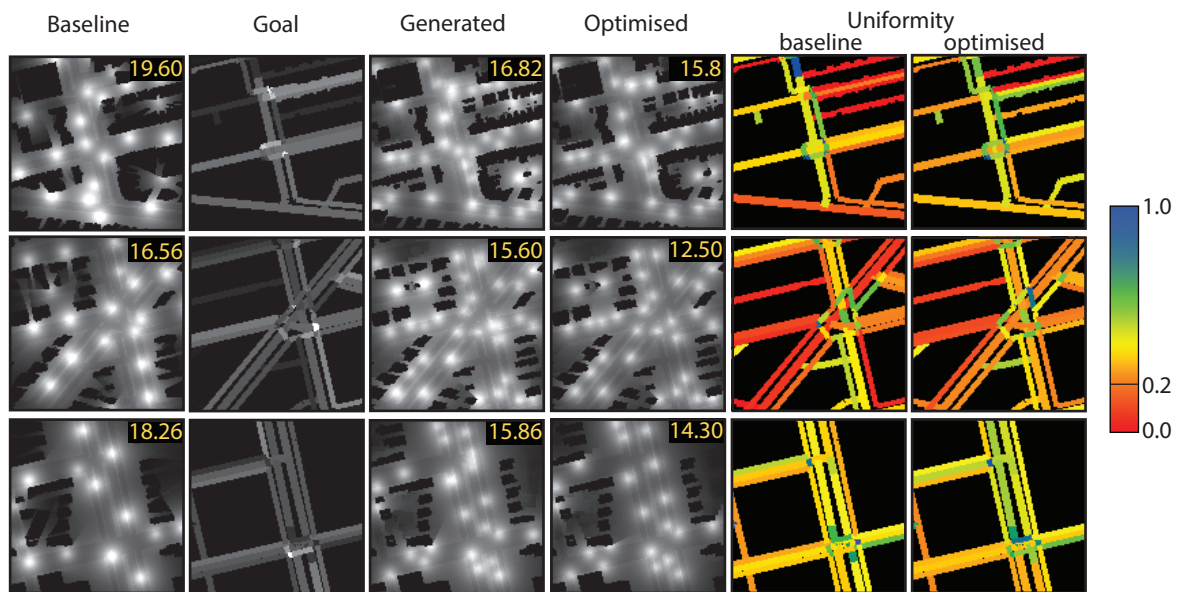 Baseline
Goal
Generated
Optimised
Uniformity
baseline
optimised
19.60
16.82
15.8
16.56
15.60
12.50
18.26
15.86
14.30
1.0
0.2
0.0